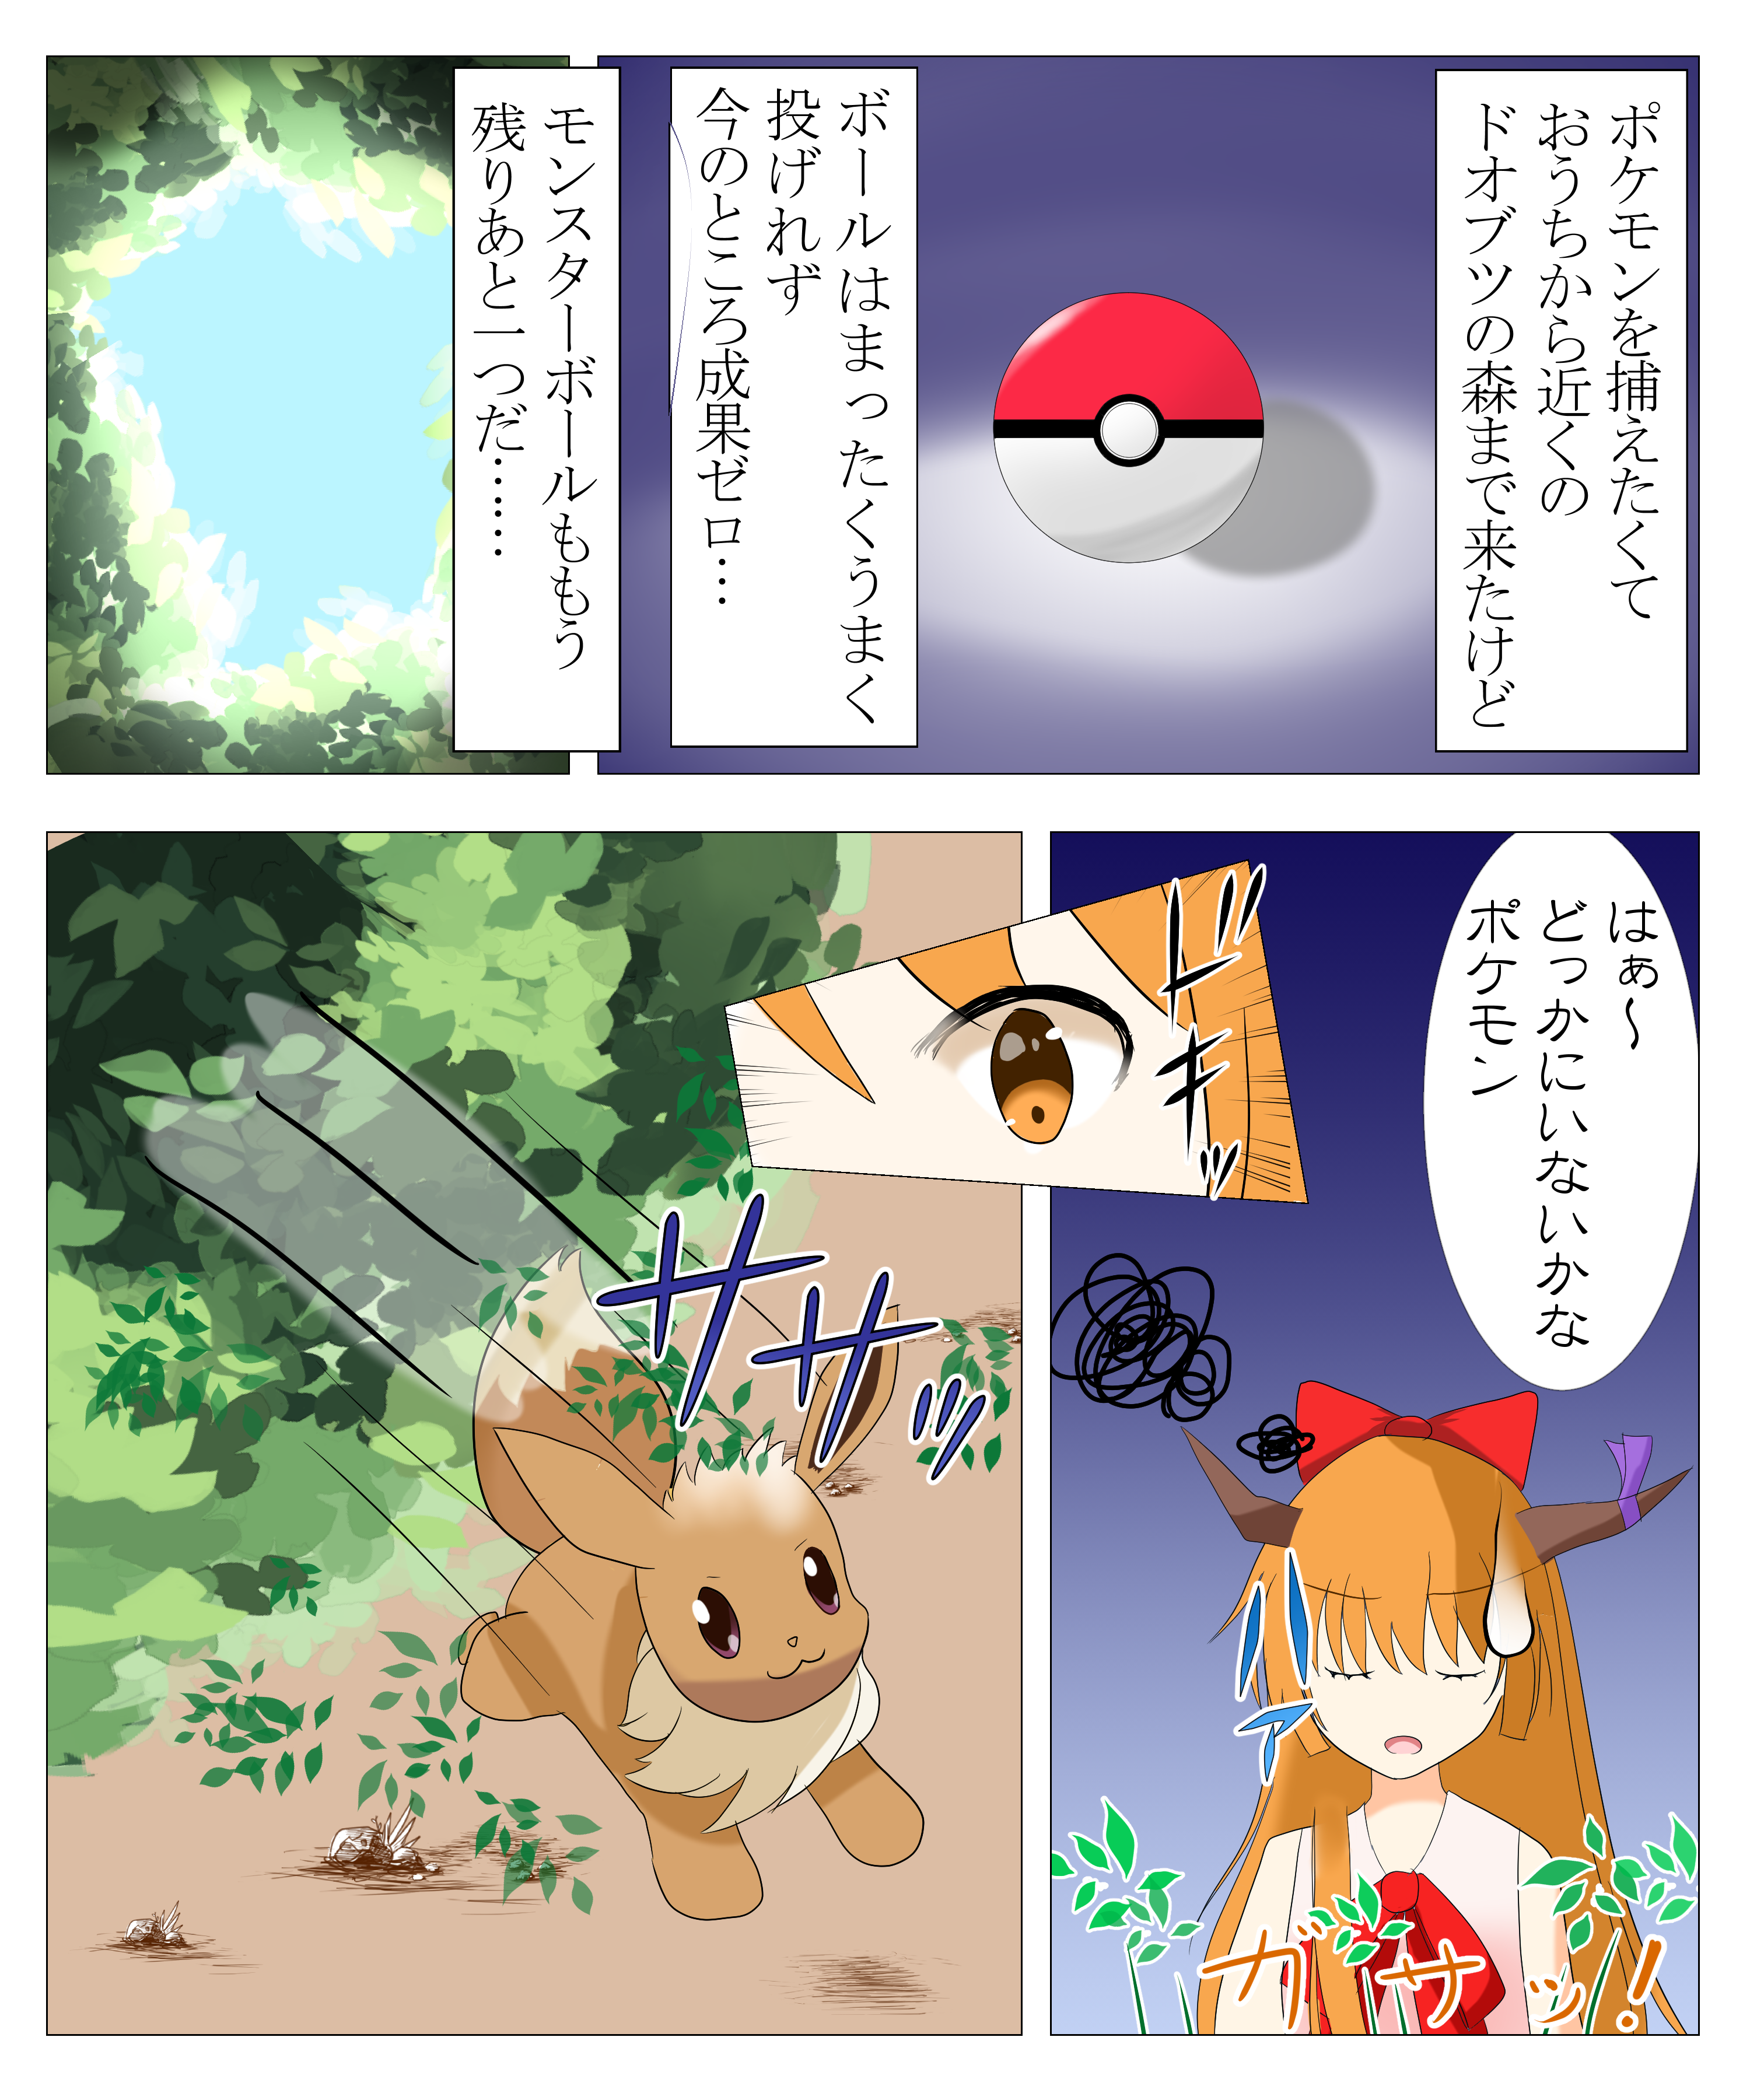 ポケモンを捕えたくて
おうちから近くの
ドオブツの森まで来たけど
ボールはまったくうまく
投げれず
今のところ成果ゼロ…
モンスターボールももう
残りあと一つだ……
はぁ〜
どっかにいないかな
ポケモン
ハァ
ガサッ！
ドキッ
ササッ